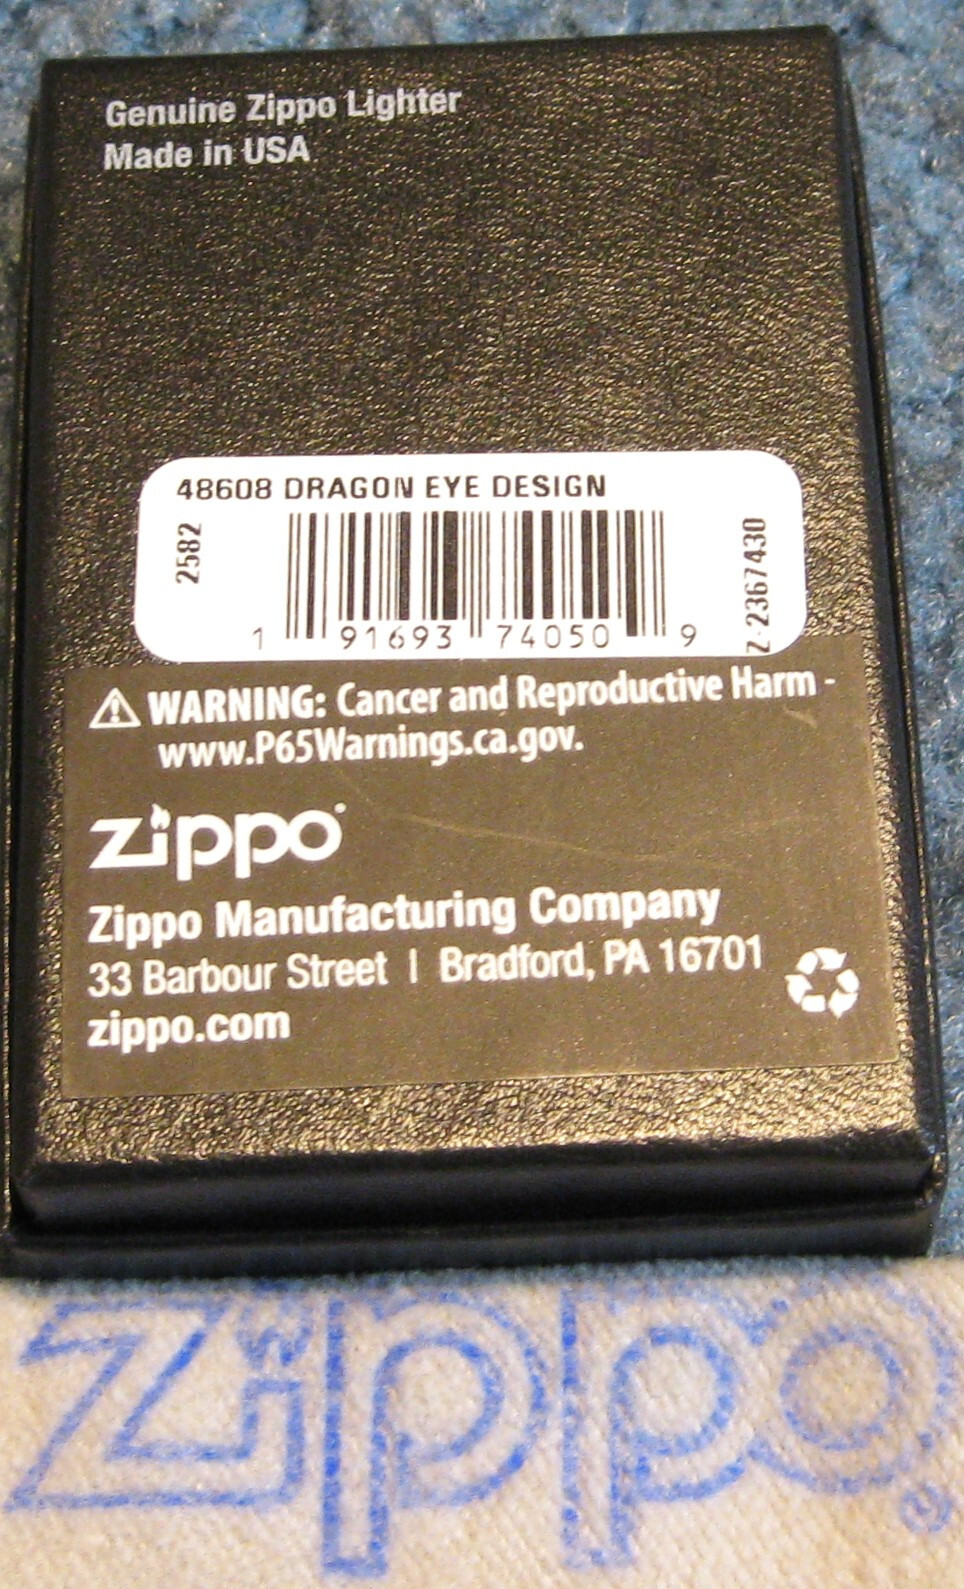 Genuine Zippo Lighter
Made in USA
48608 DRAGON EYE DESIGN
2582
Z-2367430
1 91693 74050 9
⚠ WARNING: Cancer and Reproductive Harm -
www.P65Warnings.ca.gov.
zippo
Zippo Manufacturing Company
33 Barbour Street | Bradford, PA 16701
zippo.com
Zippo ®